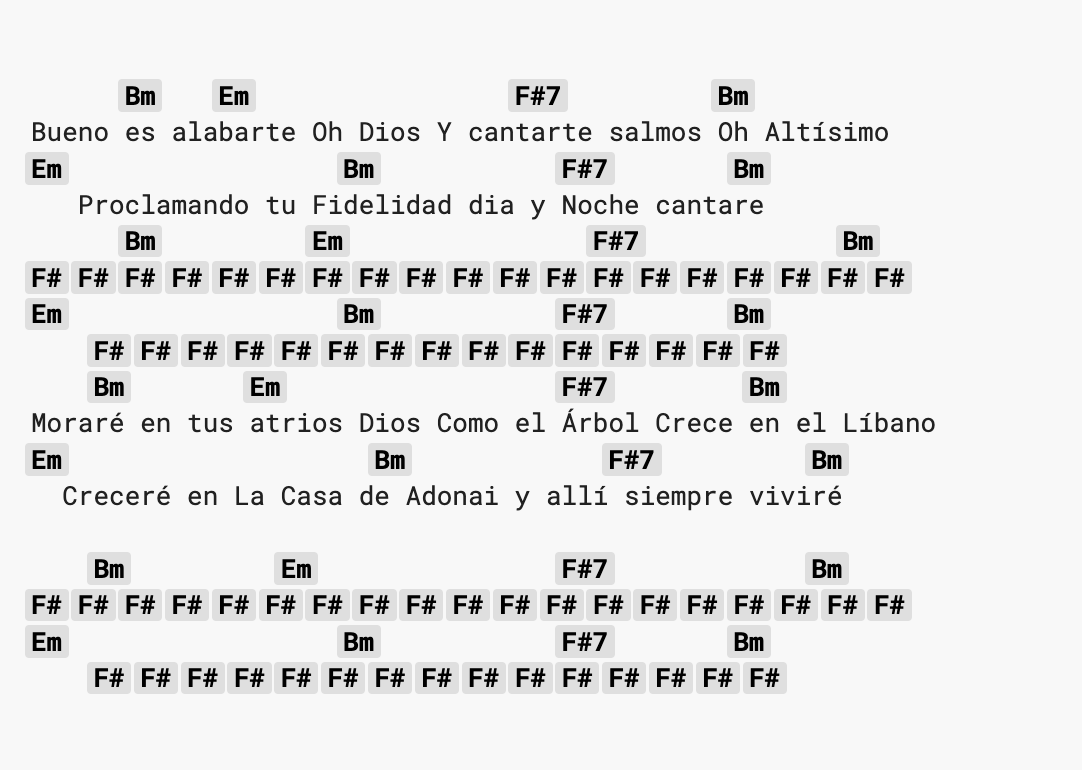 Bm Em F#7 Bm
Bueno es alabarte Oh Dios Y cantarte salmos Oh Altísimo
Em Bm F#7 Bm
Proclamando tu Fidelidad dia y Noche cantare
Bm Em F#7 Bm
F# F# F# F# F# F# F# F# F# F# F# F# F# F# F# F# F# F# F#
Em Bm F#7 Bm
F# F# F# F# F# F# F# F# F# F# F# F# F# F# F#
Bm Em F#7 Bm
Moraré en tus atrios Dios Como el Árbol Crece en el Líbano
Em Bm F#7 Bm
Creceré en La Casa de Adonai y allí siempre viviré
Bm Em F#7 Bm
F# F# F# F# F# F# F# F# F# F# F# F# F# F# F# F# F# F# F#
Em Bm F#7 Bm
F# F# F# F# F# F# F# F# F# F# F# F# F# F# F#